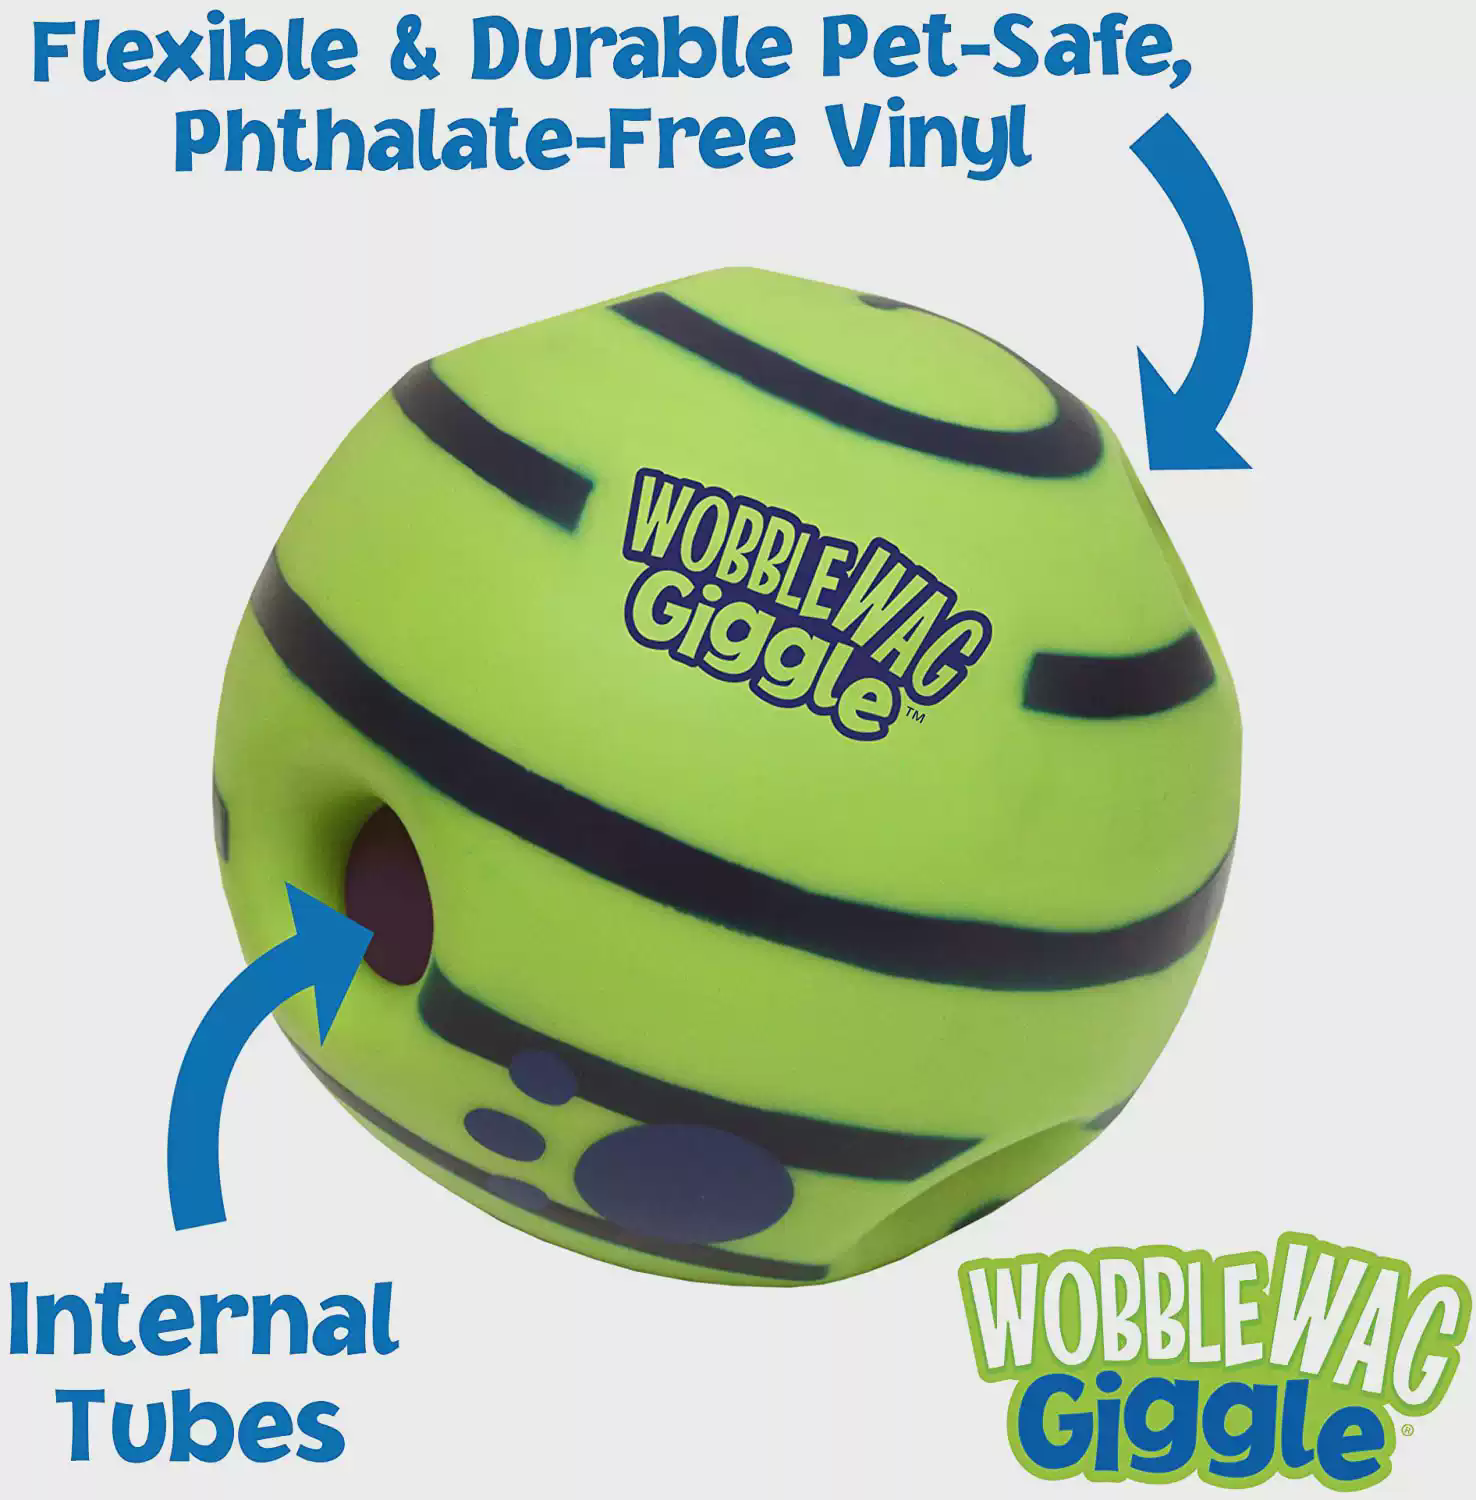 Flexible & Durable Pet-Safe,
Phthalate-Free Vinyl
WOBBLE WAG
Giggle™
Internal
Tubes
WOBBLE WAG
Giggle®